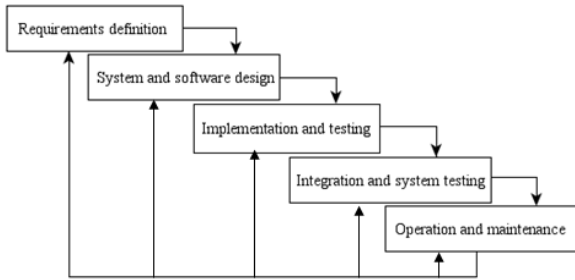 Requirements definition
System and software design
Implementation and testing
Integration and system testing
Operation and maintenance